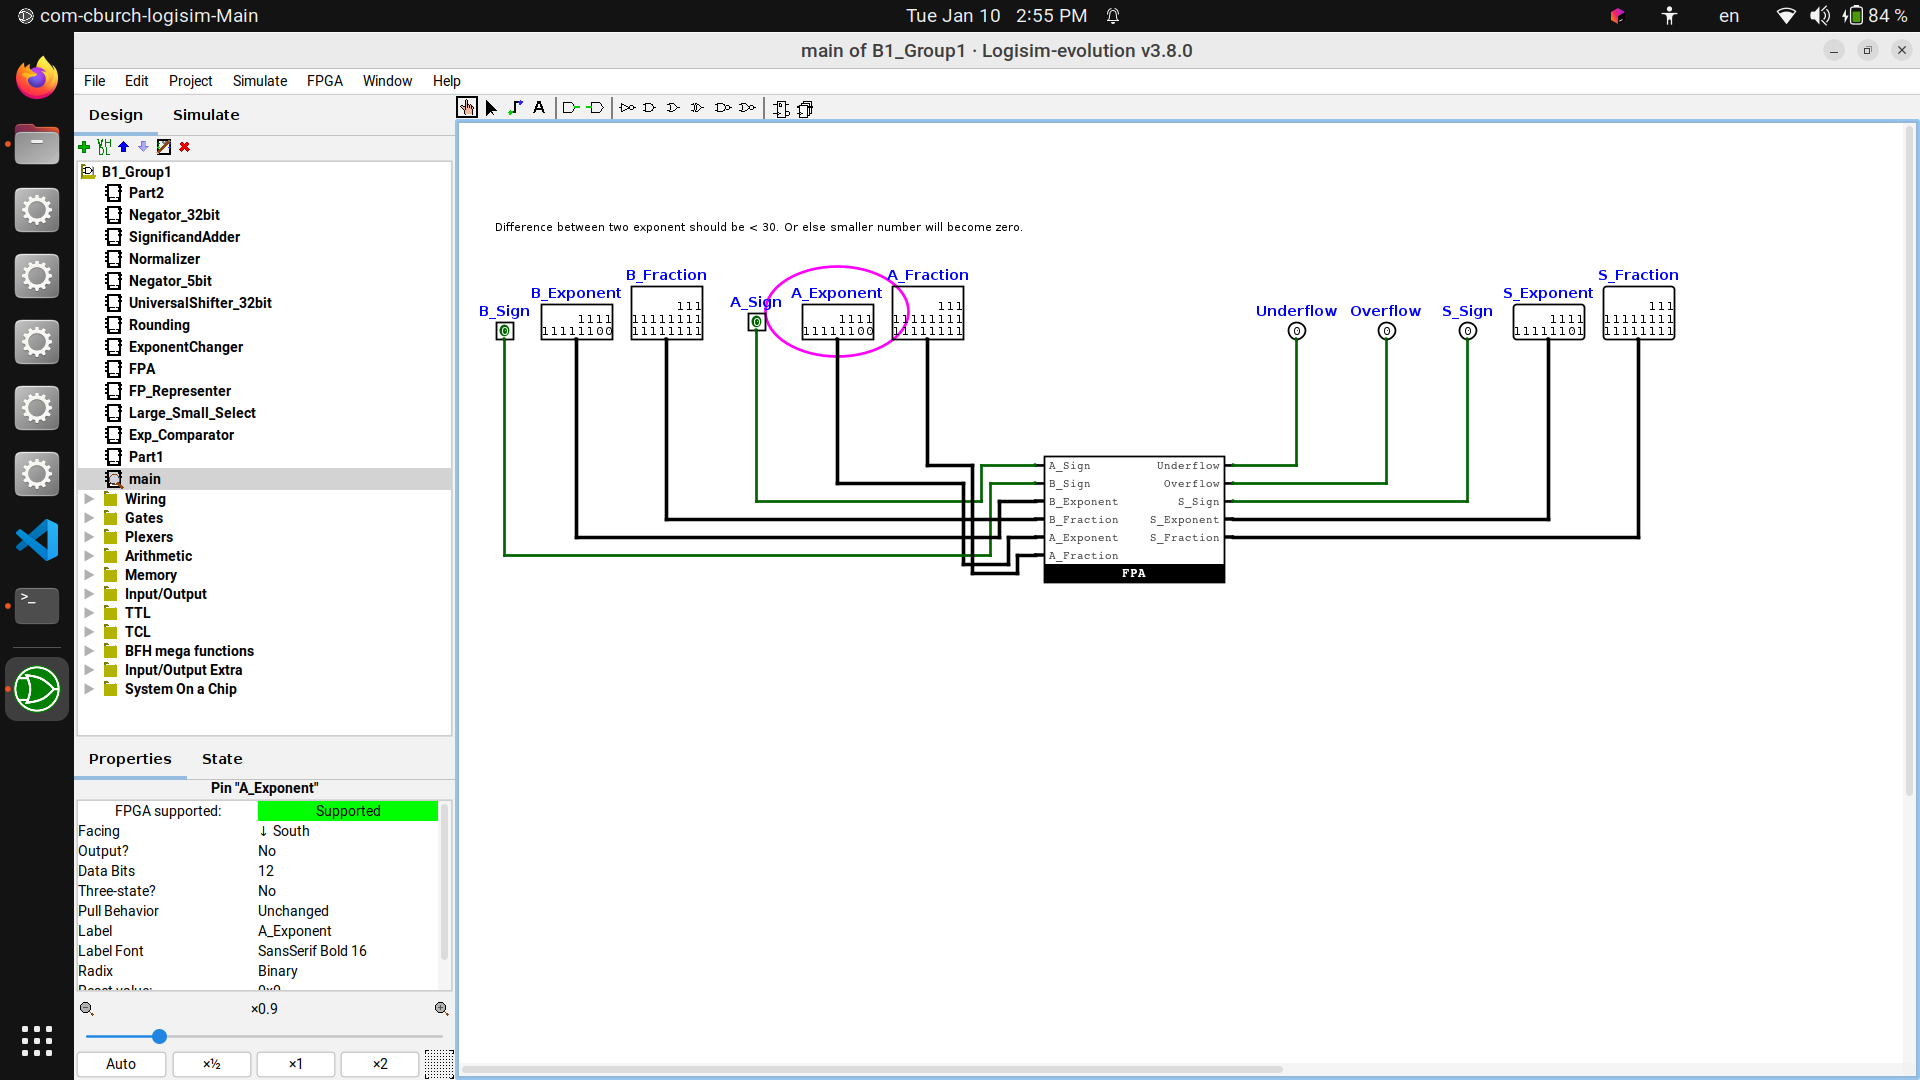 com-cburch-logisim-Main
Tue Jan 10 2:55 PM
en
84 %
main of B1_Group1 · Logisim-evolution v3.8.0
File Edit Project Simulate FPGA Window Help
Design Simulate
VH
DL
A
B1_Group1
Part2
Negator_32bit
SignificandAdder
Normalizer
Negator_5bit
UniversalShifter_32bit
Rounding
ExponentChanger
FPA
FP_Representer
Large_Small_Select
Exp_Comparator
Part1
main
Wiring
Gates
Plexers
Arithmetic
Memory
Input/Output
TTL
TCL
BFH mega functions
Input/Output Extra
System On a Chip
Properties State
Pin "A_Exponent"
FPGA supported: Supported
Facing ↓ South
Output? No
Data Bits 12
Three-state? No
Pull Behavior Unchanged
Label A_Exponent
Label Font SansSerif Bold 16
Radix Binary
Reset value: 0x0
×0.9
Auto ×½ ×1 ×2
Difference between two exponent should be < 30. Or else smaller number will become zero.
B_Sign
0
B_Exponent
1111
11111100
B_Fraction
111
11111111
11111111
A_Sign
0
A_Exponent
1111
11111100
A_Fraction
111
11111111
11111111
Underflow
0
Overflow
0
S_Sign
0
S_Exponent
1111
11111101
S_Fraction
111
11111111
11111111
A_Sign Underflow
B_Sign Overflow
B_Exponent S_Sign
B_Fraction S_Exponent
A_Exponent S_Fraction
A_Fraction
FPA